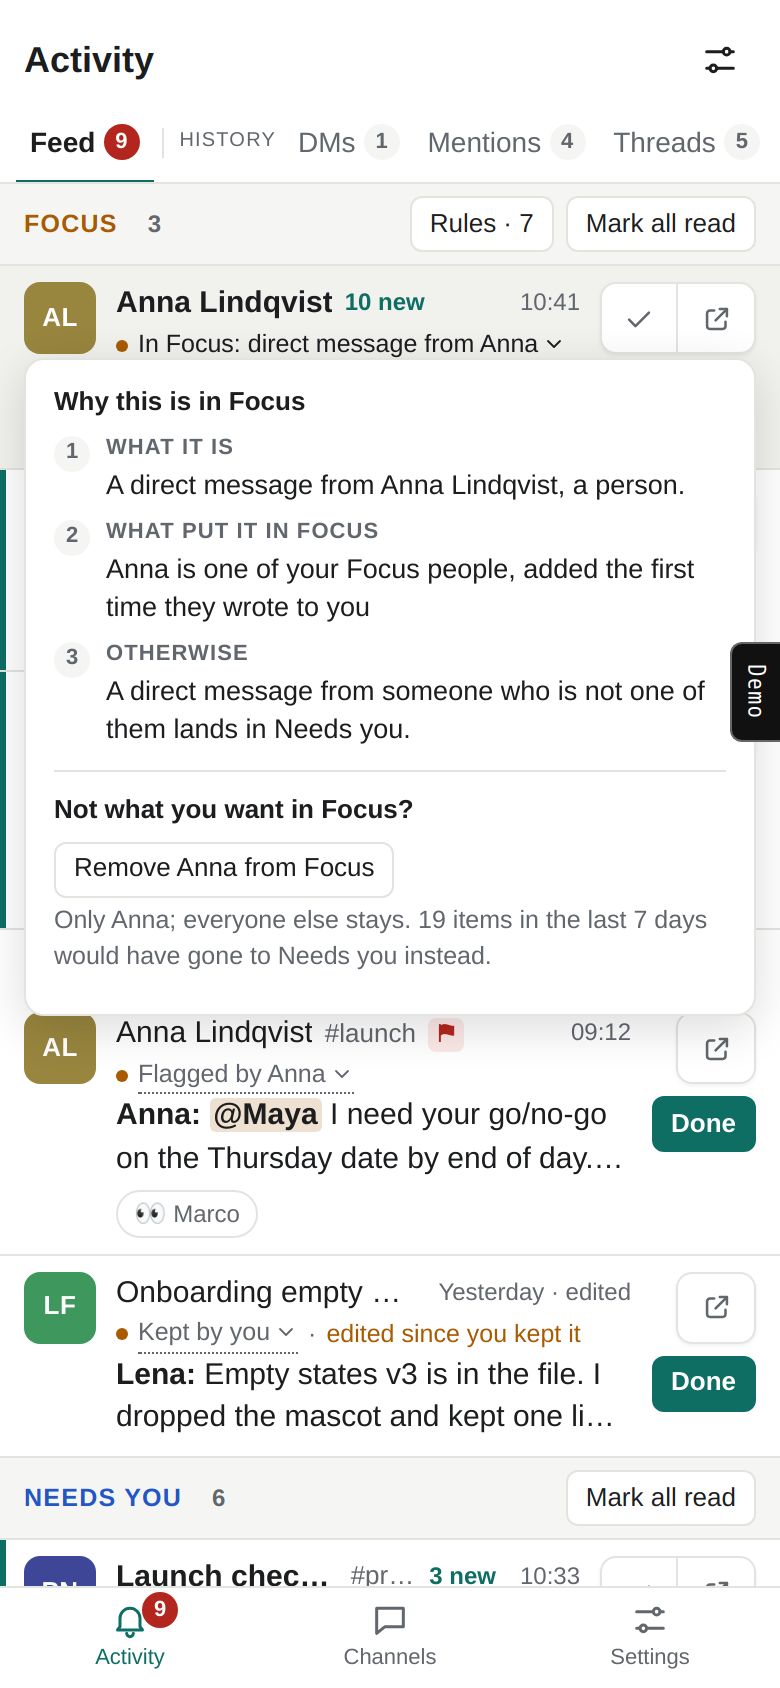 Activity
Feed 9 HISTORY DMs 1 Mentions 4 Threads 5
FOCUS 3 Rules · 7 Mark all read
AL Anna Lindqvist 10 new 10:41
In Focus: direct message from Anna
Why this is in Focus
1 WHAT IT IS
A direct message from Anna Lindqvist, a person.
2 WHAT PUT IT IN FOCUS
Anna is one of your Focus people, added the first
time they wrote to you
3 OTHERWISE
A direct message from someone who is not one of
them lands in Needs you.
Demo
Not what you want in Focus?
Remove Anna from Focus
Only Anna; everyone else stays. 19 items in the last 7 days
would have gone to Needs you instead.
AL Anna Lindqvist #launch 09:12
Flagged by Anna
Anna: @Maya I need your go/no-go
on the Thursday date by end of day.…
Done
👀 Marco
LF Onboarding empty … Yesterday · edited
Kept by you · edited since you kept it
Lena: Empty states v3 is in the file. I
dropped the mascot and kept one li…
Done
NEEDS YOU 6 Mark all read
Launch chec… #pr… 3 new 10:33
9
Activity Channels Settings